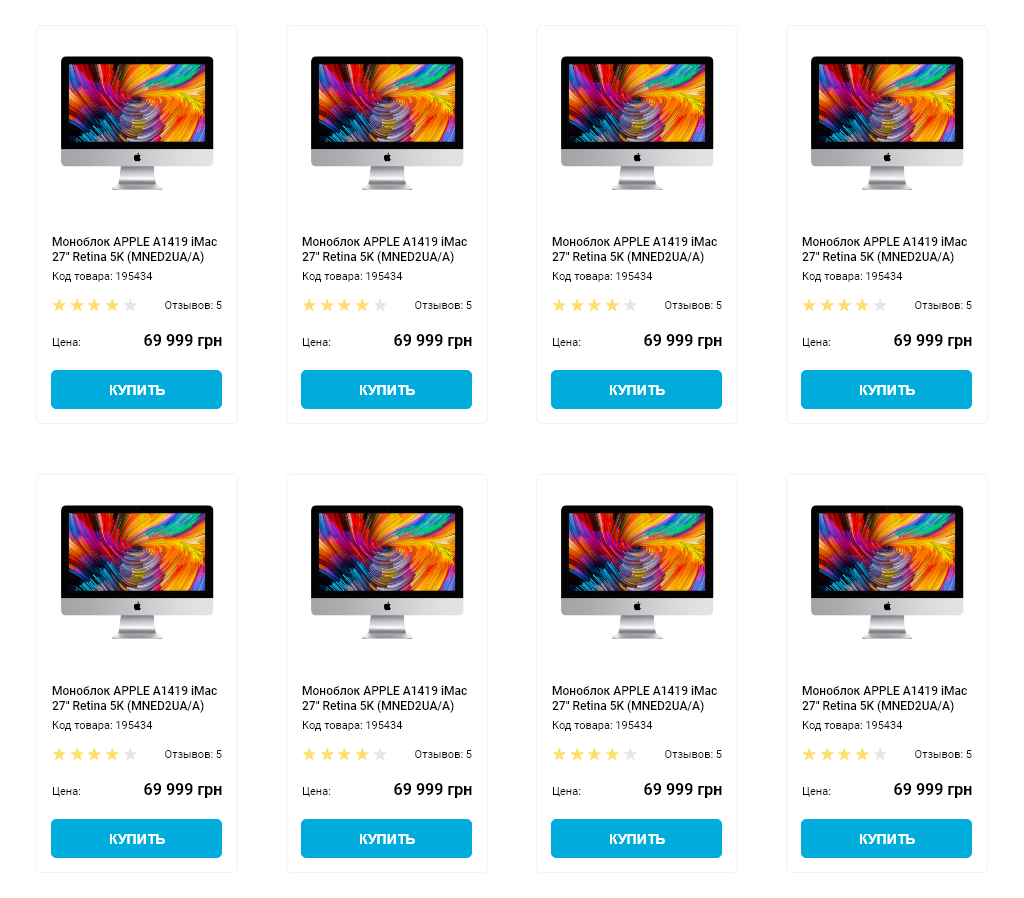 Моноблок APPLE A1419 iMac
27" Retina 5K (MNED2UA/A)
Код товара: 195434
Отзывов: 5
Цена: 69 999 грн
КУПИТЬ
Моноблок APPLE A1419 iMac
27" Retina 5K (MNED2UA/A)
Код товара: 195434
Отзывов: 5
Цена: 69 999 грн
КУПИТЬ
Моноблок APPLE A1419 iMac
27" Retina 5K (MNED2UA/A)
Код товара: 195434
Отзывов: 5
Цена: 69 999 грн
КУПИТЬ
Моноблок APPLE A1419 iMac
27" Retina 5K (MNED2UA/A)
Код товара: 195434
Отзывов: 5
Цена: 69 999 грн
КУПИТЬ
Моноблок APPLE A1419 iMac
27" Retina 5K (MNED2UA/A)
Код товара: 195434
Отзывов: 5
Цена: 69 999 грн
КУПИТЬ
Моноблок APPLE A1419 iMac
27" Retina 5K (MNED2UA/A)
Код товара: 195434
Отзывов: 5
Цена: 69 999 грн
КУПИТЬ
Моноблок APPLE A1419 iMac
27" Retina 5K (MNED2UA/A)
Код товара: 195434
Отзывов: 5
Цена: 69 999 грн
КУПИТЬ
Моноблок APPLE A1419 iMac
27" Retina 5K (MNED2UA/A)
Код товара: 195434
Отзывов: 5
Цена: 69 999 грн
КУПИТЬ